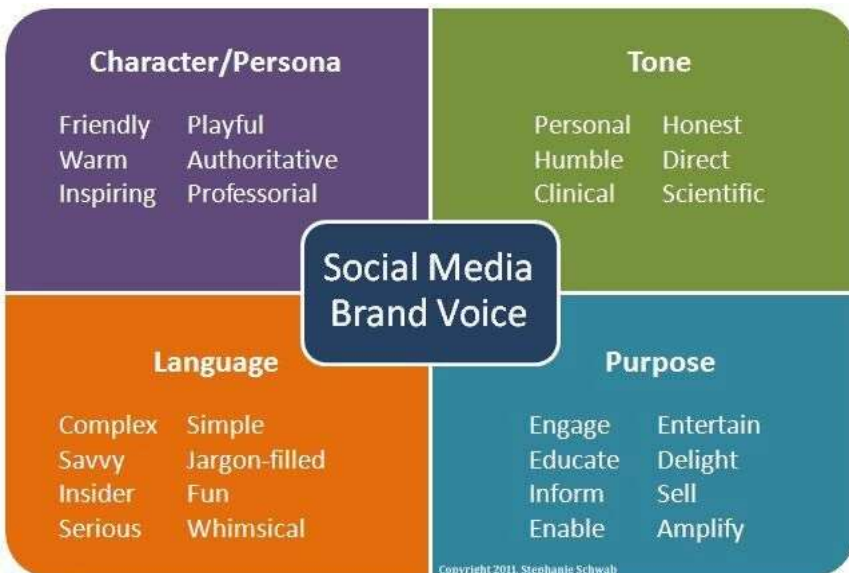 Character/Persona
Friendly Playful
Warm Authoritative
Inspiring Professorial
Tone
Personal Honest
Humble Direct
Clinical Scientific
Social Media
Brand Voice
Language
Complex Simple
Savvy Jargon-filled
Insider Fun
Serious Whimsical
Purpose
Engage Entertain
Educate Delight
Inform Sell
Enable Amplify
Copyright 2011, Stephanie Schwab